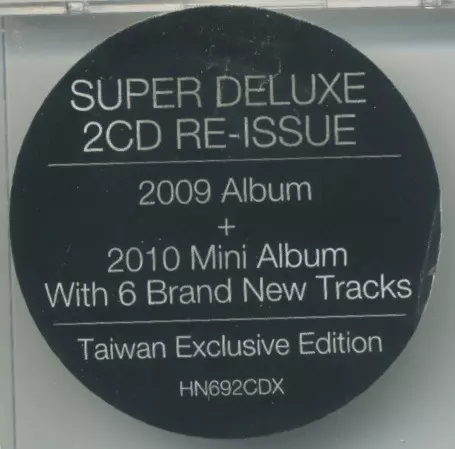 SUPER DELUXE
2CD RE-ISSUE
2009 Album
+
2010 Mini Album
With 6 Brand New Tracks
Taiwan Exclusive Edition
HN692CDX